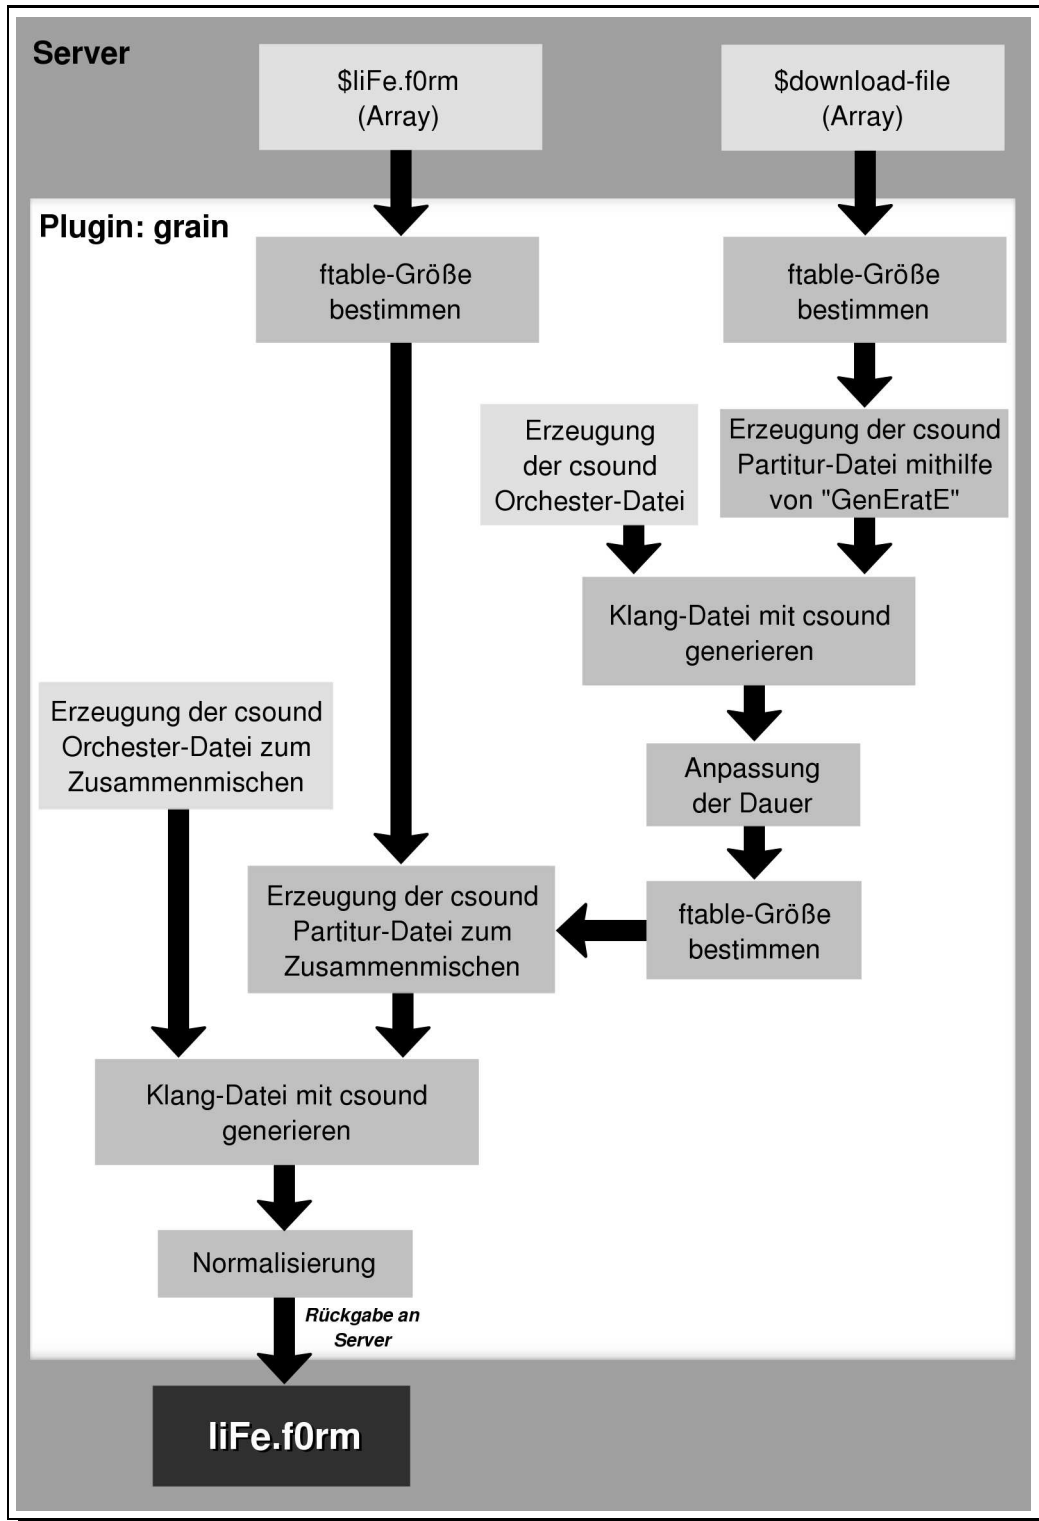 Server
$liFe.f0rm
(Array)
$download-file
(Array)
Plugin: grain
ftable-Größe
bestimmen
ftable-Größe
bestimmen
Erzeugung
der csound
Orchester-Datei
Erzeugung der csound
Partitur-Datei mithilfe
von "GenEratE"
Klang-Datei mit csound
generieren
Erzeugung der csound
Orchester-Datei zum
Zusammenmischen
Anpassung
der Dauer
Erzeugung der csound
Partitur-Datei zum
Zusammenmischen
ftable-Größe
bestimmen
Klang-Datei mit csound
generieren
Normalisierung
Rückgabe an
Server
liFe.f0rm